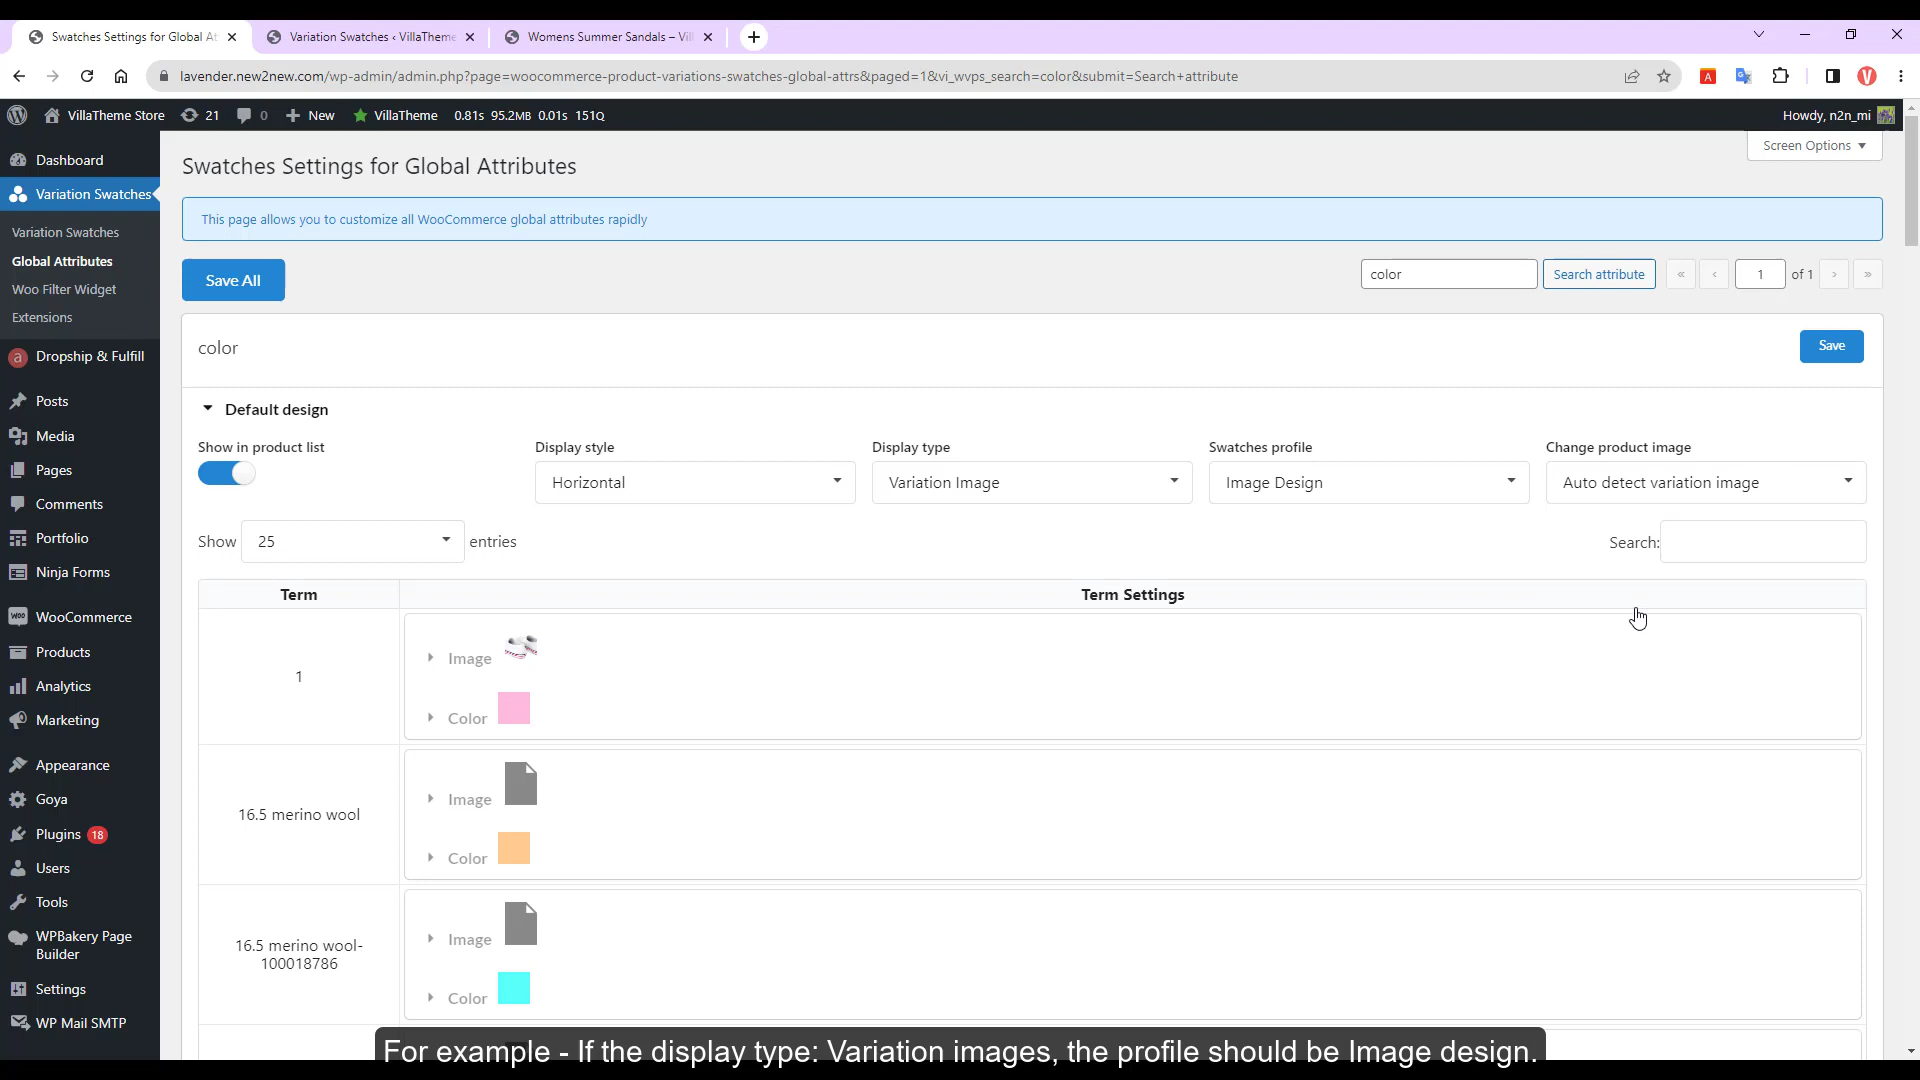 Swatches Settings for Global At
Variation Swatches ‹ VillaTheme
Womens Summer Sandals – Vil
lavender.new2new.com/wp-admin/admin.php?page=woocommerce-product-variations-swatches-global-attrs&paged=1&vi_wvps_search=color&submit=Search+attribute
A
V
VillaTheme Store
21
0
New
VillaTheme
0.81s 95.2MB 0.01s 151Q
Howdy, n2n_mi
Dashboard
Variation Swatches
Variation Swatches
Global Attributes
Woo Filter Widget
Extensions
a
Dropship & Fulfill
Posts
Media
Pages
Comments
Portfolio
Ninja Forms
WooCommerce
Products
Analytics
Marketing
Appearance
Goya
Plugins 18
Users
Tools
WPBakery Page
Builder
Settings
WP Mail SMTP
Screen Options
Swatches Settings for Global Attributes
This page allows you to customize all WooCommerce global attributes rapidly
Save All
color
Search attribute
« ‹ 1 of 1 › »
color
Save
Default design
Show in product list
Display style
Display type
Swatches profile
Change product image
Horizontal
Variation Image
Image Design
Auto detect variation image
Show 25 entries
Search:
Term
Term Settings
1
Image
Color
16.5 merino wool
Image
Color
16.5 merino wool-
100018786
Image
Color
For example - If the display type: Variation images, the profile should be Image design.